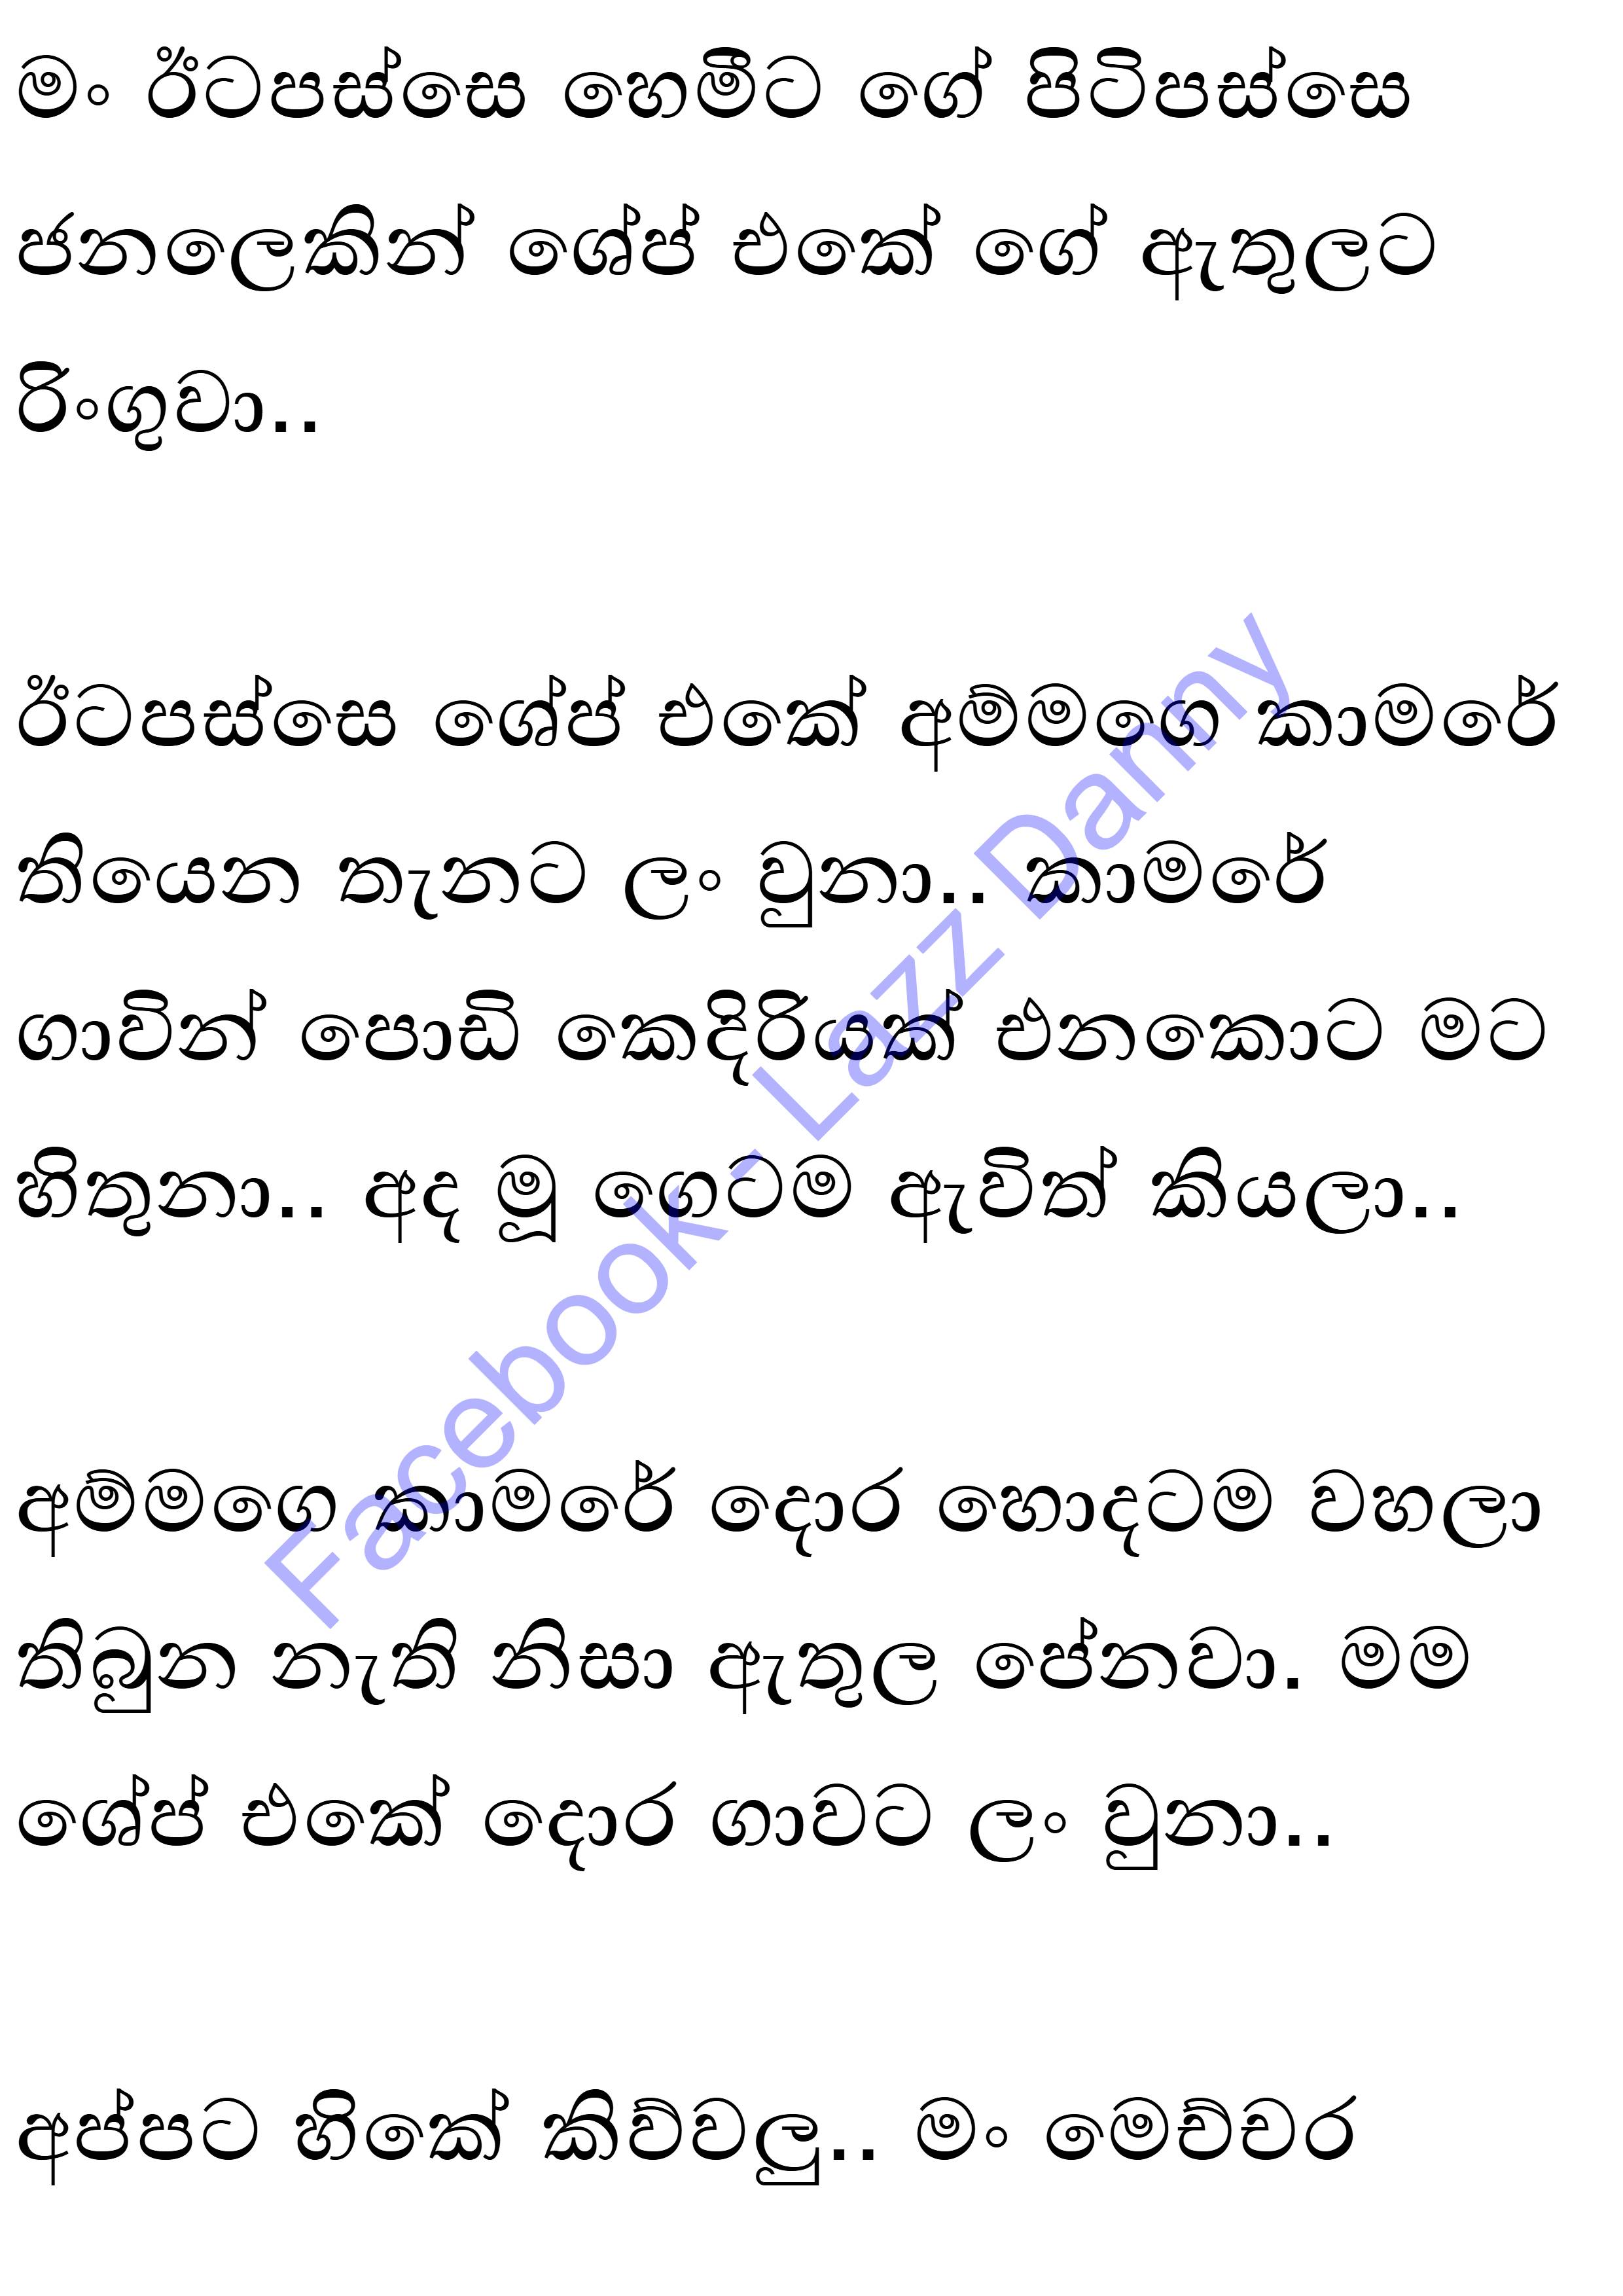 මං ඊටපස්සෙ හෙමීට ගේ පිටිපස්සෙ
ජනලෙකින් ශේප් එකේ ගේ ඇතුලට
රිංගුවා..
ඊටපස්සෙ ශේප් එකේ අම්මගෙ කාමරේ
තියෙන තැනට ලං වුනා.. කාමරේ
ගාවින් පොඩි කෙදිරියක් එනකොට මට
හිතුනා.. අද මූ ගෙටම ඇවිත් කියලා..
අම්මගෙ කාමරේ දොර හොදටම වහලා
තිබුන නැති නිසා ඇතුල පේනවා. මම
ශේප් එකේ දොර ගාවට ලං වුනා..
අප්පට හිකේ කිව්වලු.. මං මෙච්චර
Facebook - Lazz Danny